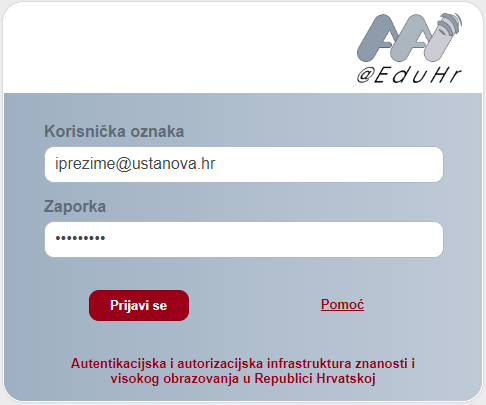 AAI
@EduHr
Korisnička oznaka
iprezime@ustanova.hr
Zaporka
•••••••••
Prijavi se
Pomoć
Autentikacijska i autorizacijska infrastruktura znanosti i
visokog obrazovanja u Republici Hrvatskoj